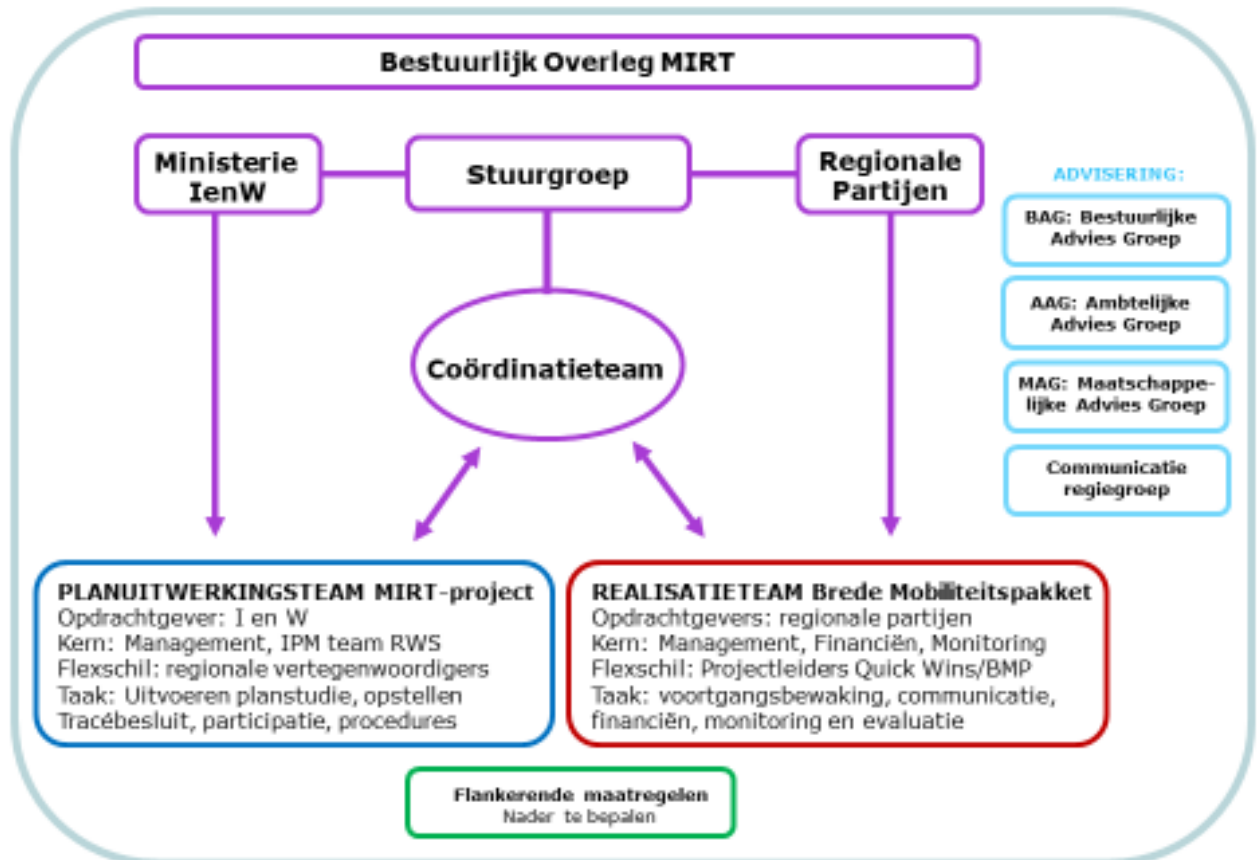 Bestuurlijk Overleg MIRT
Ministerie
IenW
Stuurgroep
Regionale
Partijen
ADVISERING:
BAG: Bestuurlijke
Advies Groep
AAG: Ambtelijke
Advies Groep
MAG: Maatschappe-
lijke Advies Groep
Communicatie
regiegroep
Coördinatieteam
PLANUITWERKINGSTEAM MIRT-project
Opdrachtgever: I en W
Kern: Management, IPM team RWS
Flexschil: regionale vertegenwoordigers
Taak: Uitvoeren planstudie, opstellen
Tracébesluit, participatie, procedures
REALISATIETEAM Brede Mobiliteitspakket
Opdrachtgevers: regionale partijen
Kern: Management, Financiën, Monitoring
Flexschil: Projectleiders Quick Wins/BMP
Taak: voortgangsbewaking, communicatie,
financiën, monitoring en evaluatie
Flankerende maatregelen
Nader te bepalen